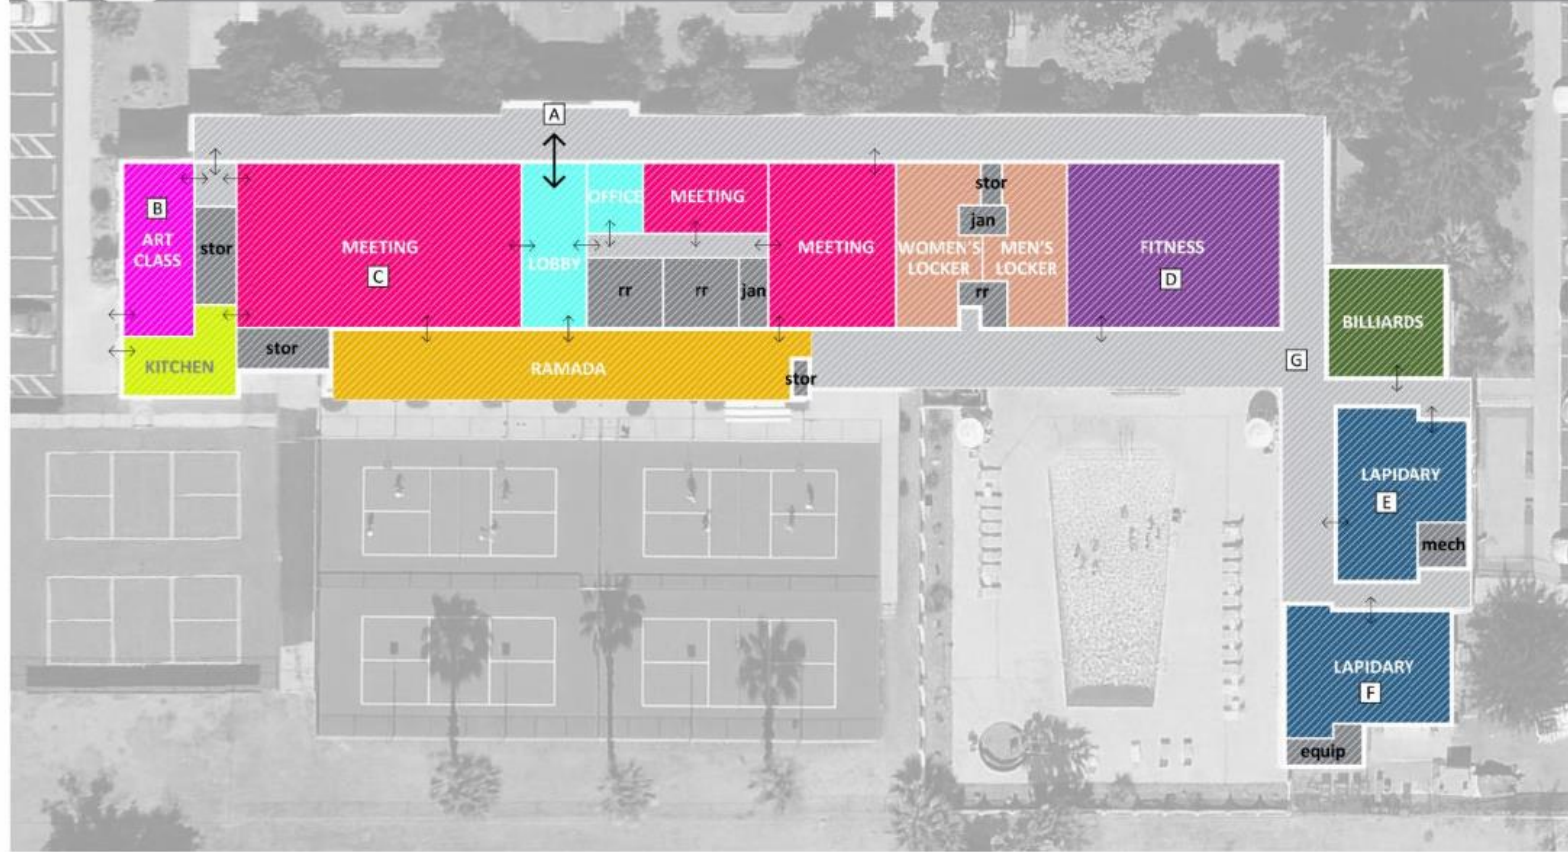 A
B
ART
CLASS
stor
KITCHEN
MEETING
C
stor
LOBBY
OFFICE
MEETING
rr
rr
jan
MEETING
RAMADA
stor
WOMEN'S
LOCKER
stor
jan
rr
MEN'S
LOCKER
FITNESS
D
G
BILLIARDS
LAPIDARY
E
mech
LAPIDARY
F
equip